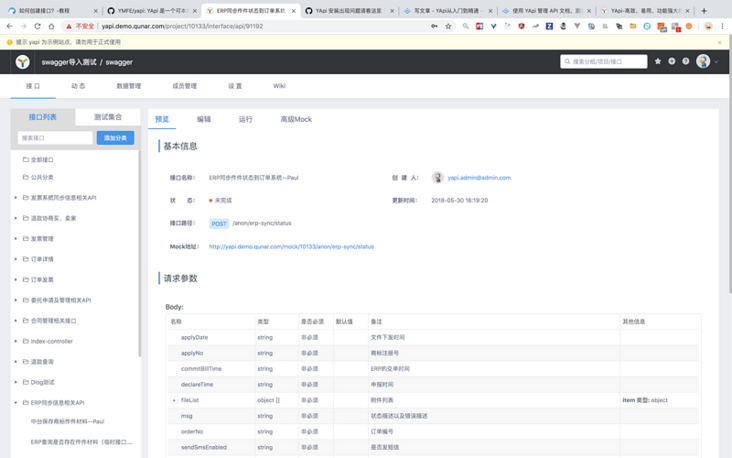 如何创建接口? -教程
YMFE/yapi: YApi 是一个可本
ERP同步件件状态到订单系统
YApi 安装出现问题请看这里
写文章 - YApi从入门到精通
使用 YApi 管理 API 文档，测
YApi-高效、易用、功能强大
不安全
yapi.demo.qunar.com/project/10133/interface/api/91192
提示 yapi 为示例站点，请勿用于正式使用
swagger导入测试 / swagger
搜索分组/项目/接口
接 口
动 态
数据管理
成员管理
设 置
Wiki
接口列表
测试集合
搜索接口
添加分类
全部接口
公共分类
发票系统同步信息相关API
退款协商买、卖家
发票管理
订单详情
订单发票
委托申请及管理相关API
合同管理相关接口
index-controller
退款查询
Dlog测试
ERP同步信息相关API
中台保存商标件件材料--Paul
ERP查询是否存在件件材料（临时接口...
预览
编辑
运行
高级Mock
基本信息
接口名称:
ERP同步件件状态到订单系统--Paul
创 建 人:
yapi.admin@admin.com
状 态:
未完成
更新时间:
2018-05-30 16:19:20
接口路径:
POST
/anon/erp-sync/status
Mock地址:
http://yapi.demo.qunar.com/mock/10133/anon/erp-sync/status
请求参数
Body:
名称 类型 是否必须 默认值 备注 其他信息
applyDate string 非必须 文件下发时间
applyNo string 非必须 商标注册号
commitBillTime string 非必须 ERP的交单时间
declareTime string 非必须 申报时间
fileList object [] 非必须 附件列表 item 类型: object
msg string 非必须 状态描述以及错误描述
orderNo string 非必须 订单编号
sendSmsEnabled string 非必须 是否发短信